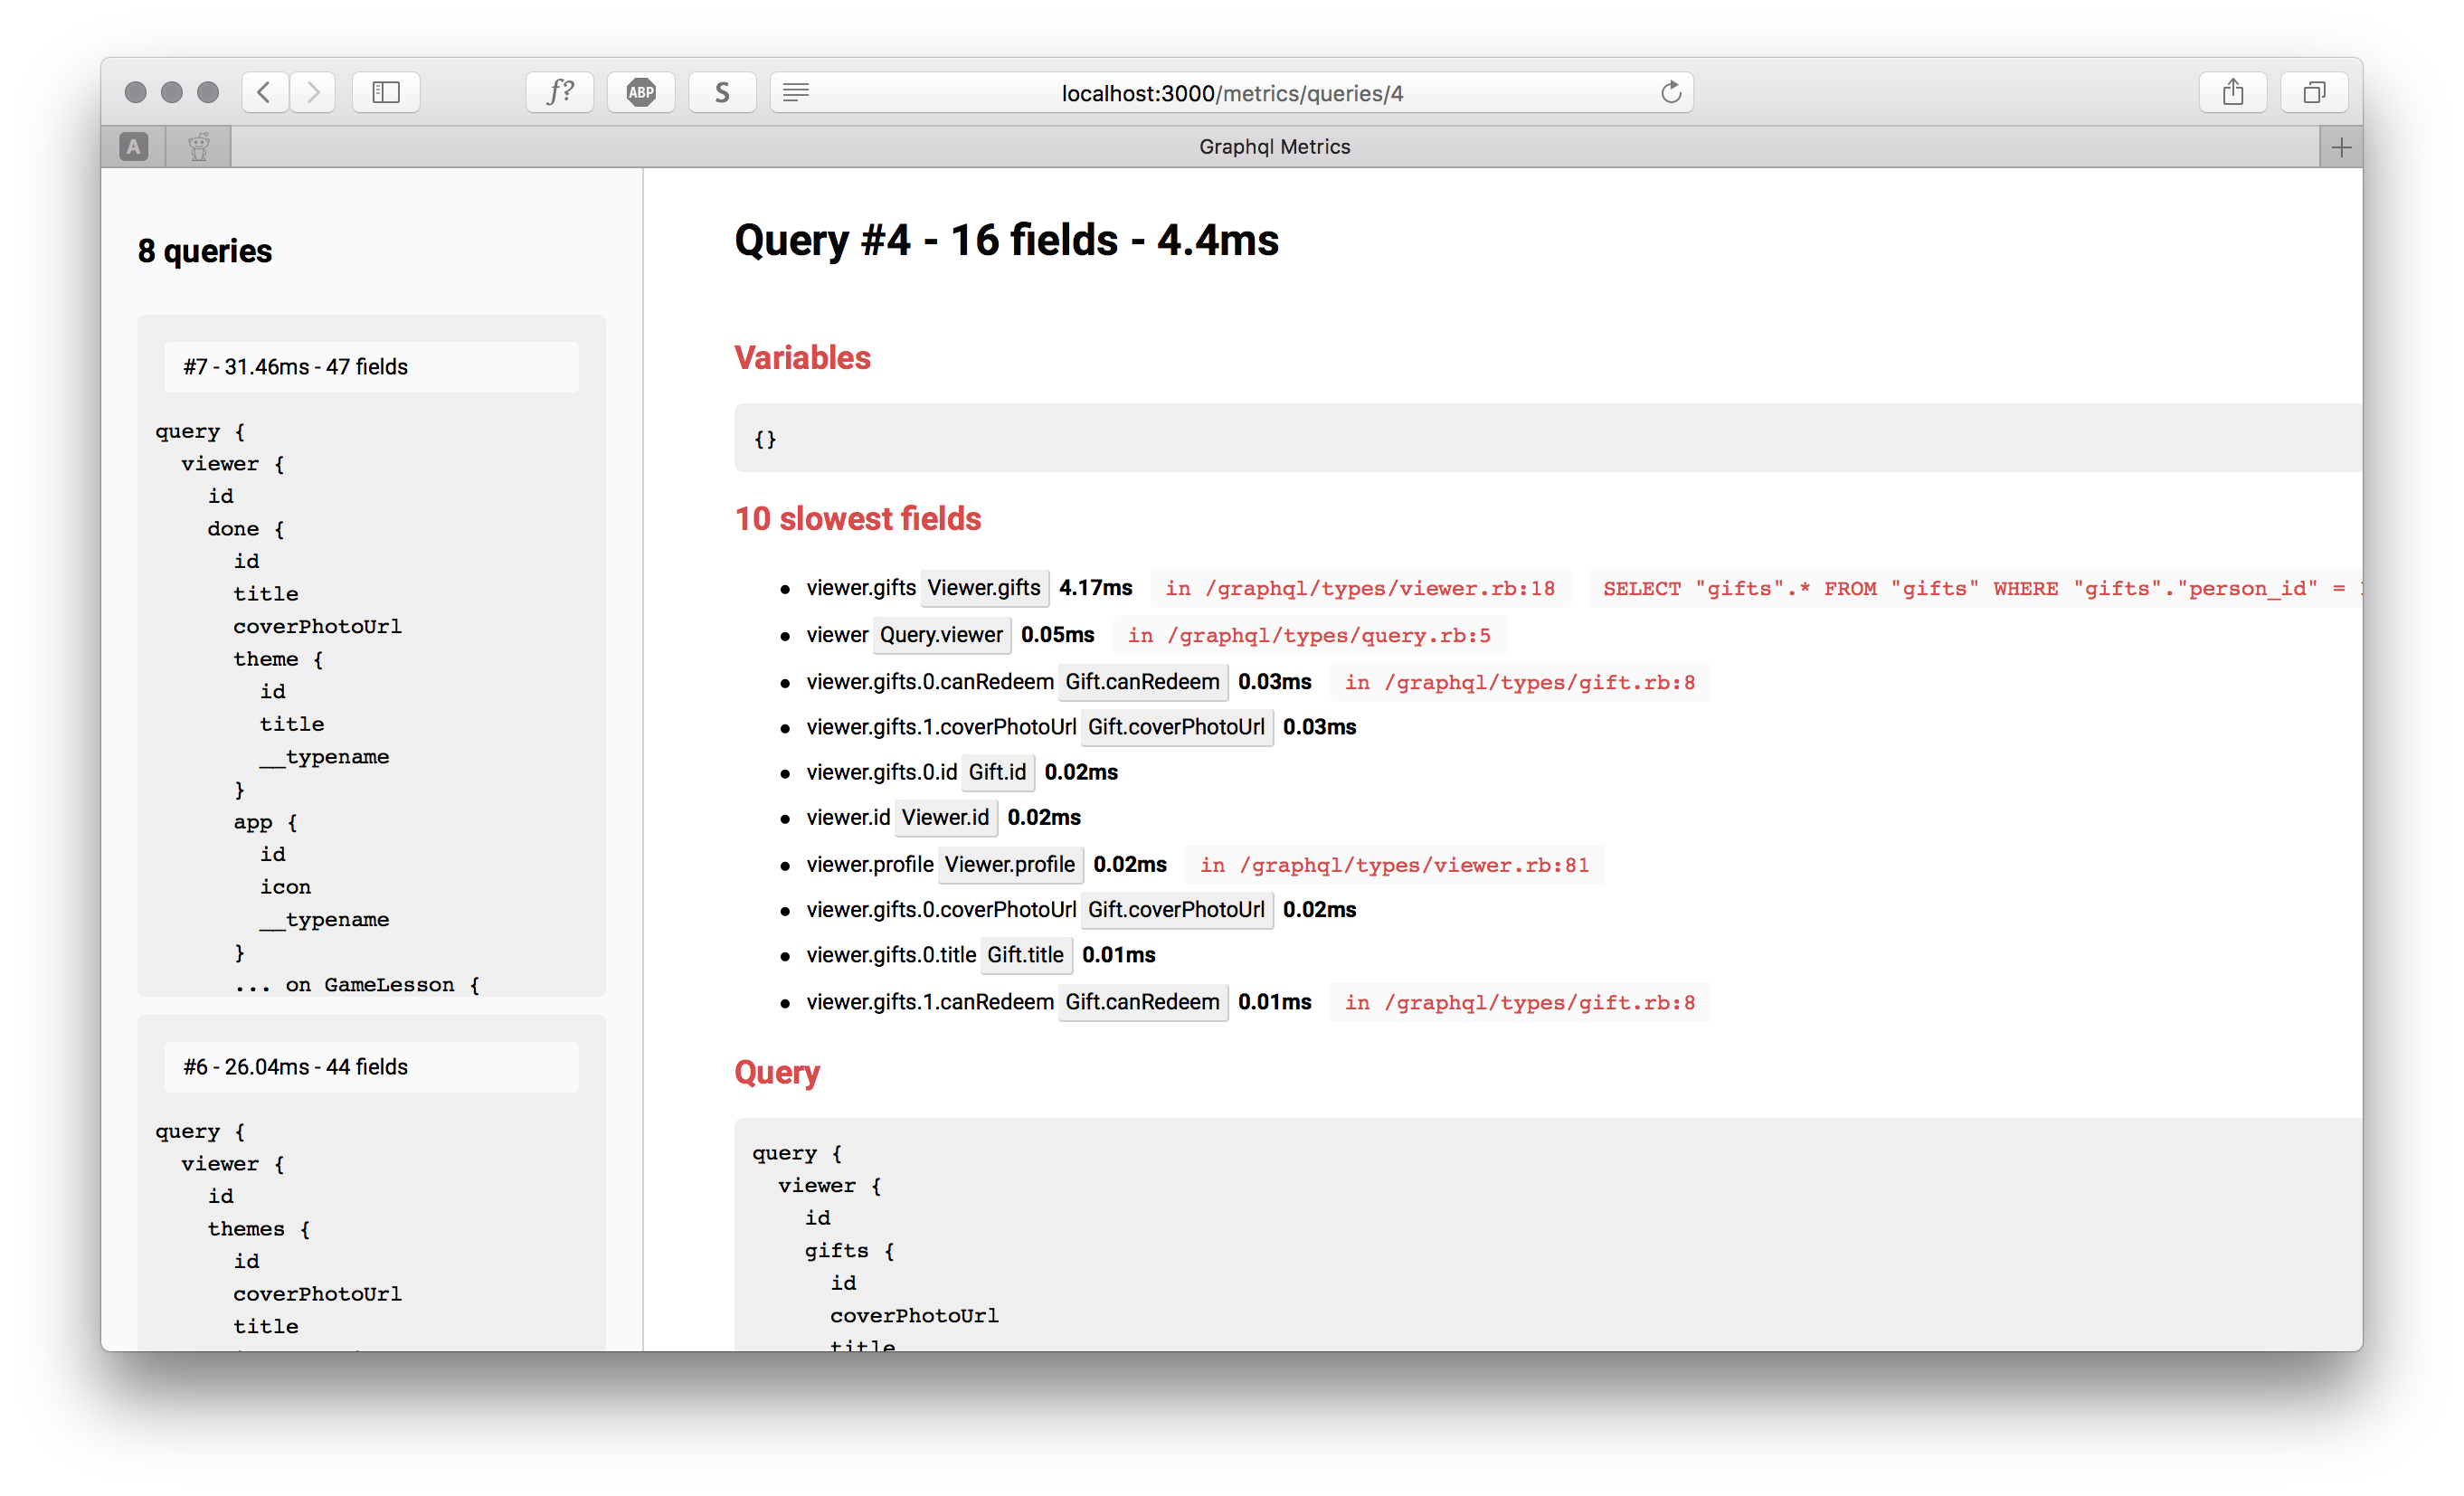 f?
ABP
S
localhost:3000/metrics/queries/4
A
Graphql Metrics
8 queries
#7 - 31.46ms - 47 fields
query {
viewer {
id
done {
id
title
coverPhotoUrl
theme {
id
title
__typename
}
app {
id
icon
__typename
}
... on GameLesson {
#6 - 26.04ms - 44 fields
query {
viewer {
id
themes {
id
coverPhotoUrl
title
Query #4 - 16 fields - 4.4ms
Variables
{}
10 slowest fields
viewer.gifts Viewer.gifts 4.17ms in /graphql/types/viewer.rb:18 SELECT "gifts".* FROM "gifts" WHERE "gifts"."person_id" =
viewer Query.viewer 0.05ms in /graphql/types/query.rb:5
viewer.gifts.0.canRedeem Gift.canRedeem 0.03ms in /graphql/types/gift.rb:8
viewer.gifts.1.coverPhotoUrl Gift.coverPhotoUrl 0.03ms
viewer.gifts.0.id Gift.id 0.02ms
viewer.id Viewer.id 0.02ms
viewer.profile Viewer.profile 0.02ms in /graphql/types/viewer.rb:81
viewer.gifts.0.coverPhotoUrl Gift.coverPhotoUrl 0.02ms
viewer.gifts.0.title Gift.title 0.01ms
viewer.gifts.1.canRedeem Gift.canRedeem 0.01ms in /graphql/types/gift.rb:8
Query
query {
viewer {
id
gifts {
id
coverPhotoUrl
title